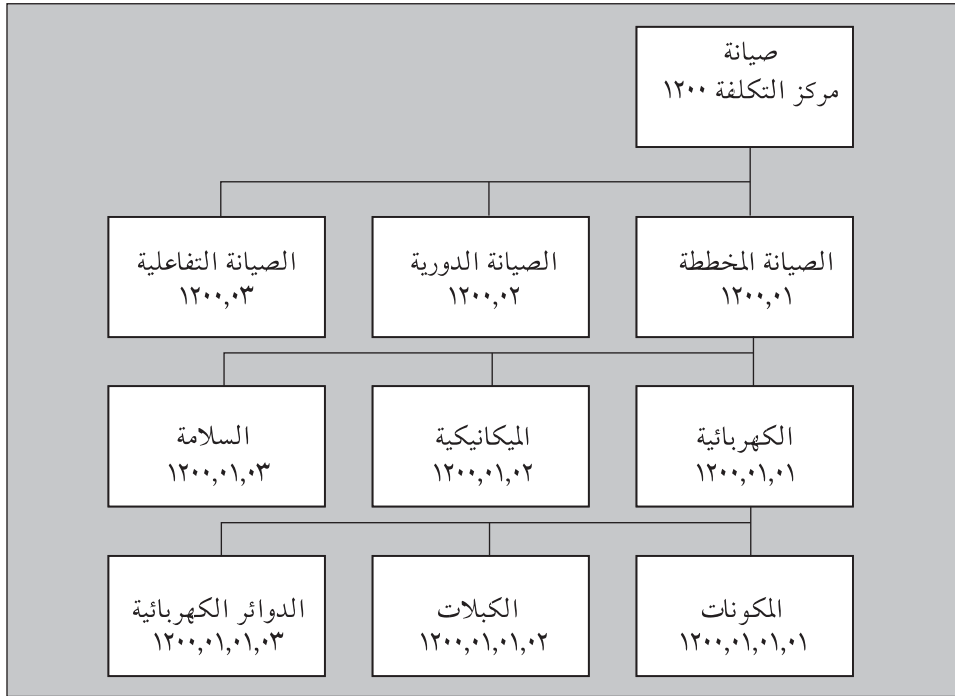 صيانة
مركز التكلفة ١٢٠٠
الصيانة المخططة
١٢٠٠,٠١
الصيانة الدورية
١٢٠٠,٠٢
الصيانة التفاعلية
١٢٠٠,٠٣
الكهربائية
١٢٠٠,٠١,٠١
الميكانيكية
١٢٠٠,٠١,٠٢
السلامة
١٢٠٠,٠١,٠٣
المكونات
١٢٠٠,٠١,٠١,٠١
الكبلات
١٢٠٠,٠١,٠١,٠٢
الدوائر الكهربائية
١٢٠٠,٠١,٠١,٠٣